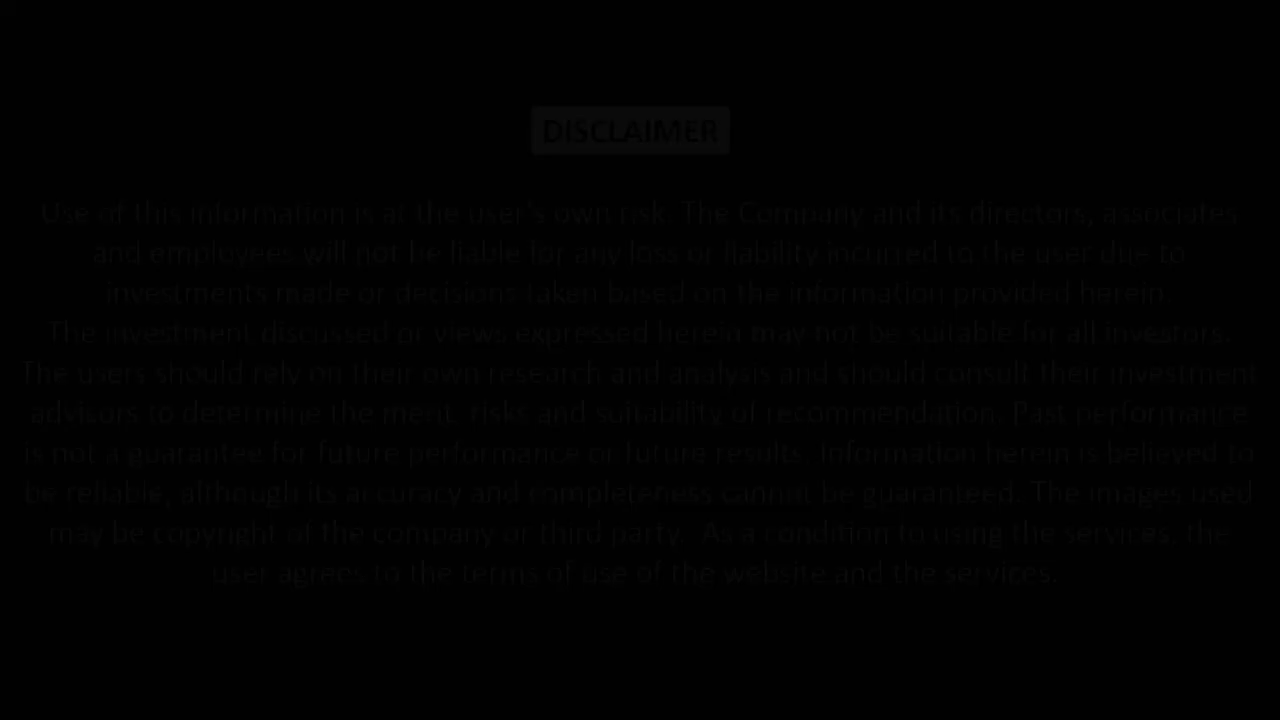 DISCLAIMER
Use of this information is at the user's own risk. The Company and its directors, associates
and employees will not be liable for any loss or liability incurred to the user due to
investments made or decisions taken based on the information provided herein.
The investment discussed or views expressed herein may not be suitable for all investors.
The users should rely on their own research and analysis and should consult their investment
advisors to determine the merit, risks and suitability of recommendation. Past performance
is not a guarantee for future performance or future results. Information herein is believed to
be reliable, although its accuracy and completeness cannot be guaranteed. The images used
may be copyright of the company or third party. As a condition to using the services, the
user agrees to the terms of use of the website and the services.